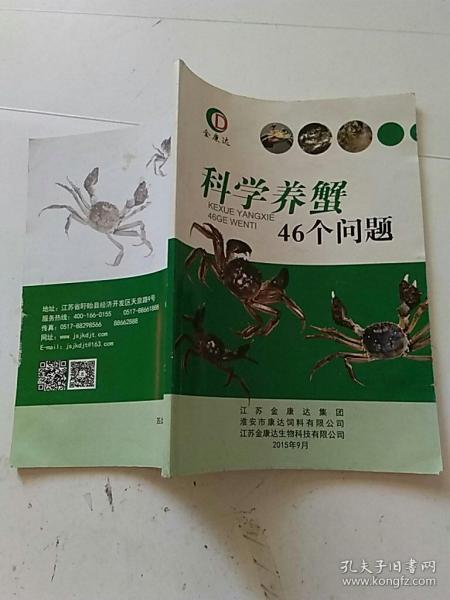 金康达
科学养蟹
KEXUE YANGXIE
46GE WENTI
46个问题
江苏金康达集团
淮安市康达饲料有限公司
江苏金康达生物科技有限公司
2015年9月
地址：江苏省盱眙县经济开发区天泉路9号
服务热线：400-166-0155 0517-88661888
传真：0517-88298566 88662888
Www. jsjkdjt.com
E-mail: jsjkdjt@163.com
孔夫子旧书网
www.kongfz.com